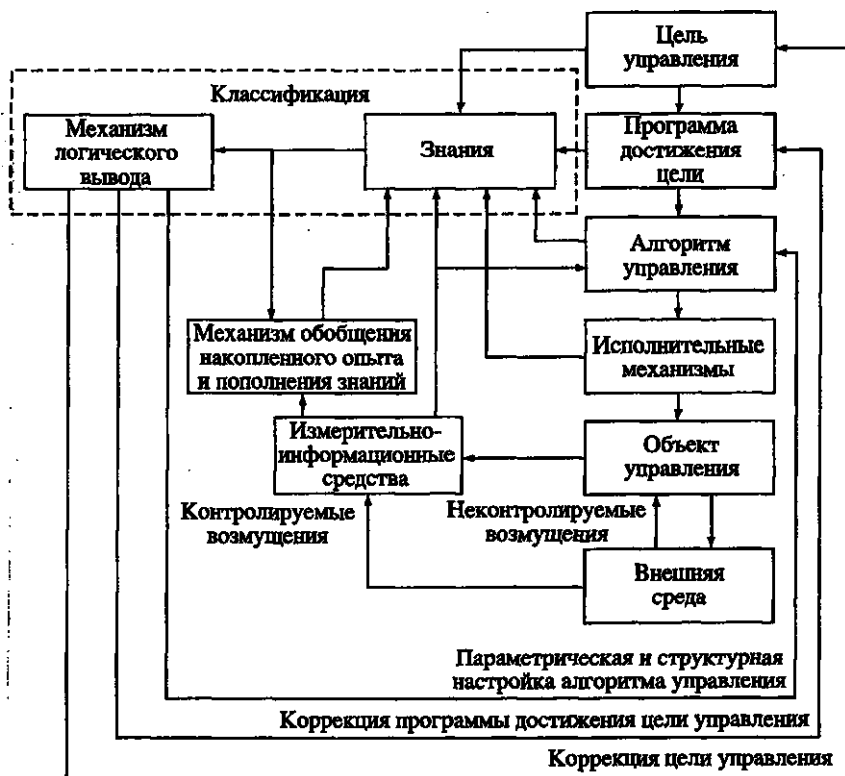 Цель
управления
Классификация
Механизм
логического
вывода
Знания
Программа
достижения
цели
Алгоритм
управления
Механизм обобщения
накопленного опыта
и пополнения знаний
Исполнительные
механизмы
Измерительно-
информационные
средства
Объект
управления
Контролируемые
возмущения
Неконтролируемые
возмущения
Внешняя
среда
Параметрическая и структурная
настройка алгоритма управления
Коррекция программы достижения цели управления
Коррекция цели управления